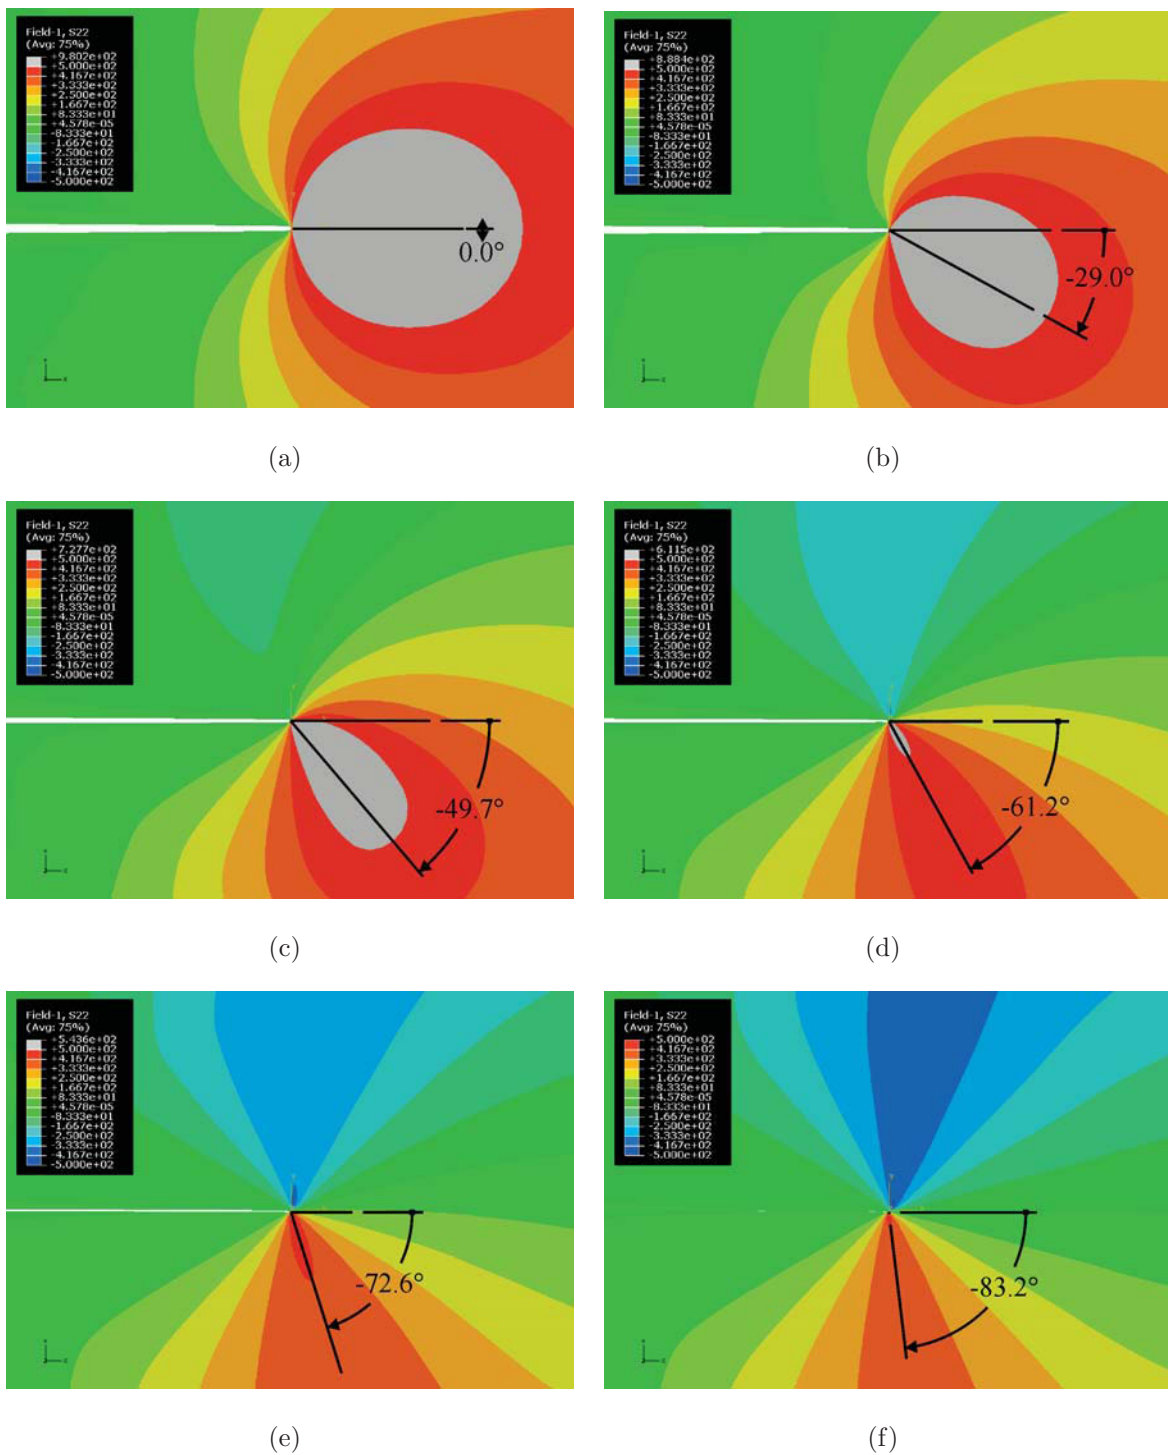 Field-1, S22
(Avg: 75%)
+9.802e+02
+5.000e+02
+4.167e+02
+3.333e+02
+2.500e+02
+1.667e+02
+8.333e+01
+4.578e-05
-8.333e+01
-1.667e+02
-2.500e+02
-3.333e+02
-4.167e+02
-5.000e+02
0.0°
(a)
Field-1, S22
(Avg: 75%)
+8.884e+02
+5.000e+02
+4.167e+02
+3.333e+02
+2.500e+02
+1.667e+02
+8.333e+01
+4.578e-05
-8.333e+01
-1.667e+02
-2.500e+02
-3.333e+02
-4.167e+02
-5.000e+02
-29.0°
(b)
Field-1, S22
(Avg: 75%)
+7.277e+02
+5.000e+02
+4.167e+02
+3.333e+02
+2.500e+02
+1.667e+02
+8.333e+01
+4.578e-05
-8.333e+01
-1.667e+02
-2.500e+02
-3.333e+02
-4.167e+02
-5.000e+02
-49.7°
(c)
Field-1, S22
(Avg: 75%)
+6.115e+02
+5.000e+02
+4.167e+02
+3.333e+02
+2.500e+02
+1.667e+02
+8.333e+01
+4.578e-05
-8.333e+01
-1.667e+02
-2.500e+02
-3.333e+02
-4.167e+02
-5.000e+02
-61.2°
(d)
Field-1, S22
(Avg: 75%)
+5.436e+02
+5.000e+02
+4.167e+02
+3.333e+02
+2.500e+02
+1.667e+02
+8.333e+01
+4.578e-05
-8.333e+01
-1.667e+02
-2.500e+02
-3.333e+02
-4.167e+02
-5.000e+02
-72.6°
(e)
Field-1, S22
(Avg: 75%)
+5.000e+02
+4.167e+02
+3.333e+02
+2.500e+02
+1.667e+02
+8.333e+01
+4.578e-05
-8.333e+01
-1.667e+02
-2.500e+02
-3.333e+02
-4.167e+02
-5.000e+02
-83.2°
(f)